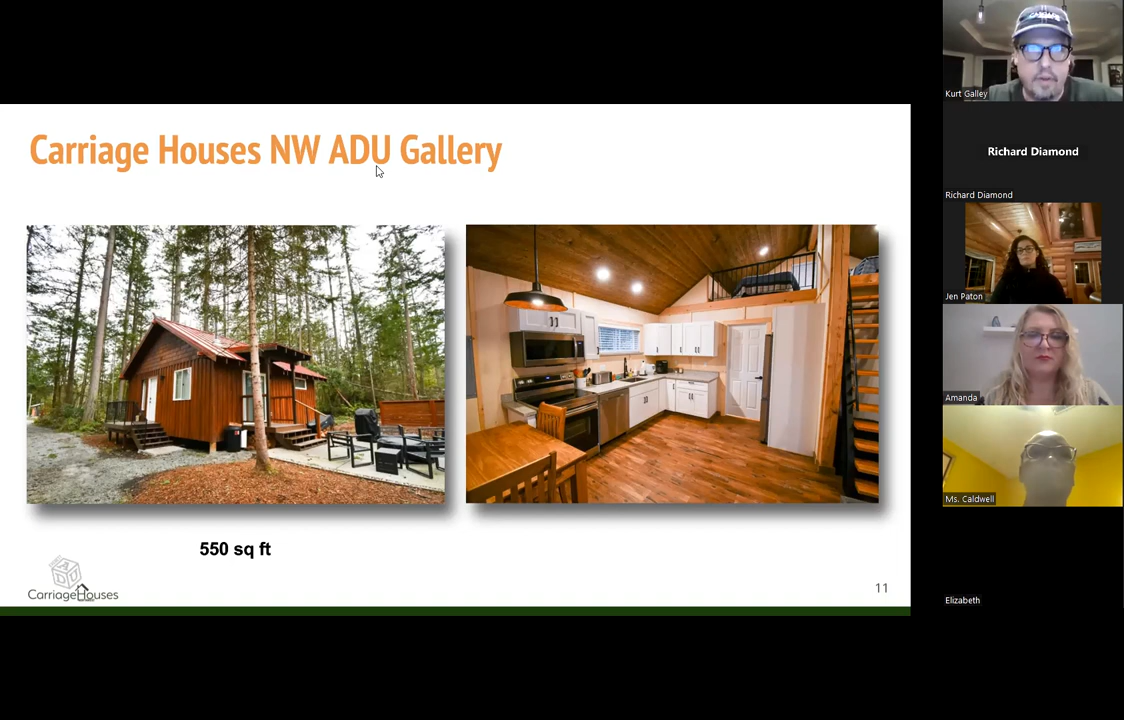 Carriage Houses NW ADU Gallery
550 sq ft
ADU
CarriageHouses
11
Kurt Galley
Richard Diamond
Richard Diamond
Jen Paton
Amanda
Ms. Caldwell
Elizabeth